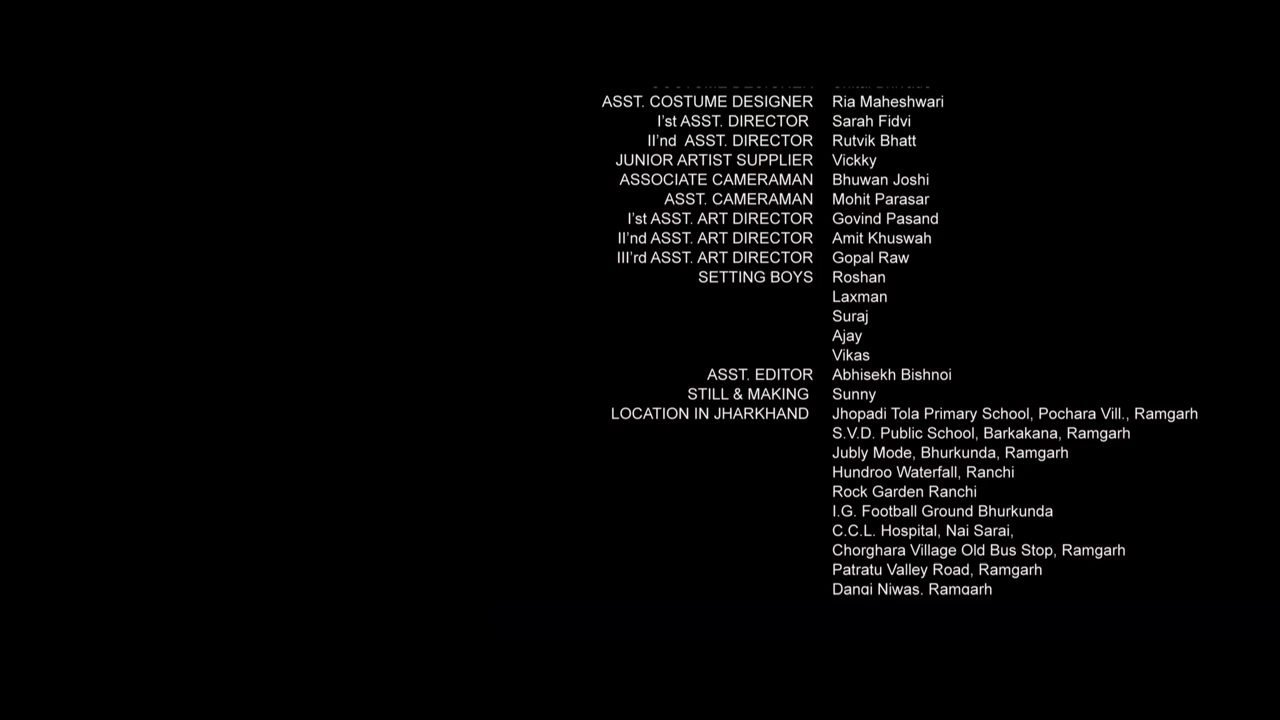 ASST. COSTUME DESIGNER Ria Maheshwari
I'st ASST. DIRECTOR Sarah Fidvi
II'nd ASST. DIRECTOR Rutvik Bhatt
JUNIOR ARTIST SUPPLIER Vickky
ASSOCIATE CAMERAMAN Bhuwan Joshi
ASST. CAMERAMAN Mohit Parasar
I'st ASST. ART DIRECTOR Govind Pasand
II'nd ASST. ART DIRECTOR Amit Khuswah
III'rd ASST. ART DIRECTOR Gopal Raw
SETTING BOYS Roshan
Laxman
Suraj
Ajay
Vikas
ASST. EDITOR Abhisekh Bishnoi
STILL & MAKING Sunny
LOCATION IN JHARKHAND Jhopadi Tola Primary School, Pochara Vill., Ramgarh
S.V.D. Public School, Barkakana, Ramgarh
Jubly Mode, Bhurkunda, Ramgarh
Hundroo Waterfall, Ranchi
Rock Garden Ranchi
I.G. Football Ground Bhurkunda
C.C.L. Hospital, Nai Sarai,
Chorghara Village Old Bus Stop, Ramgarh
Patratu Valley Road, Ramgarh
Dangi Niwas, Ramgarh